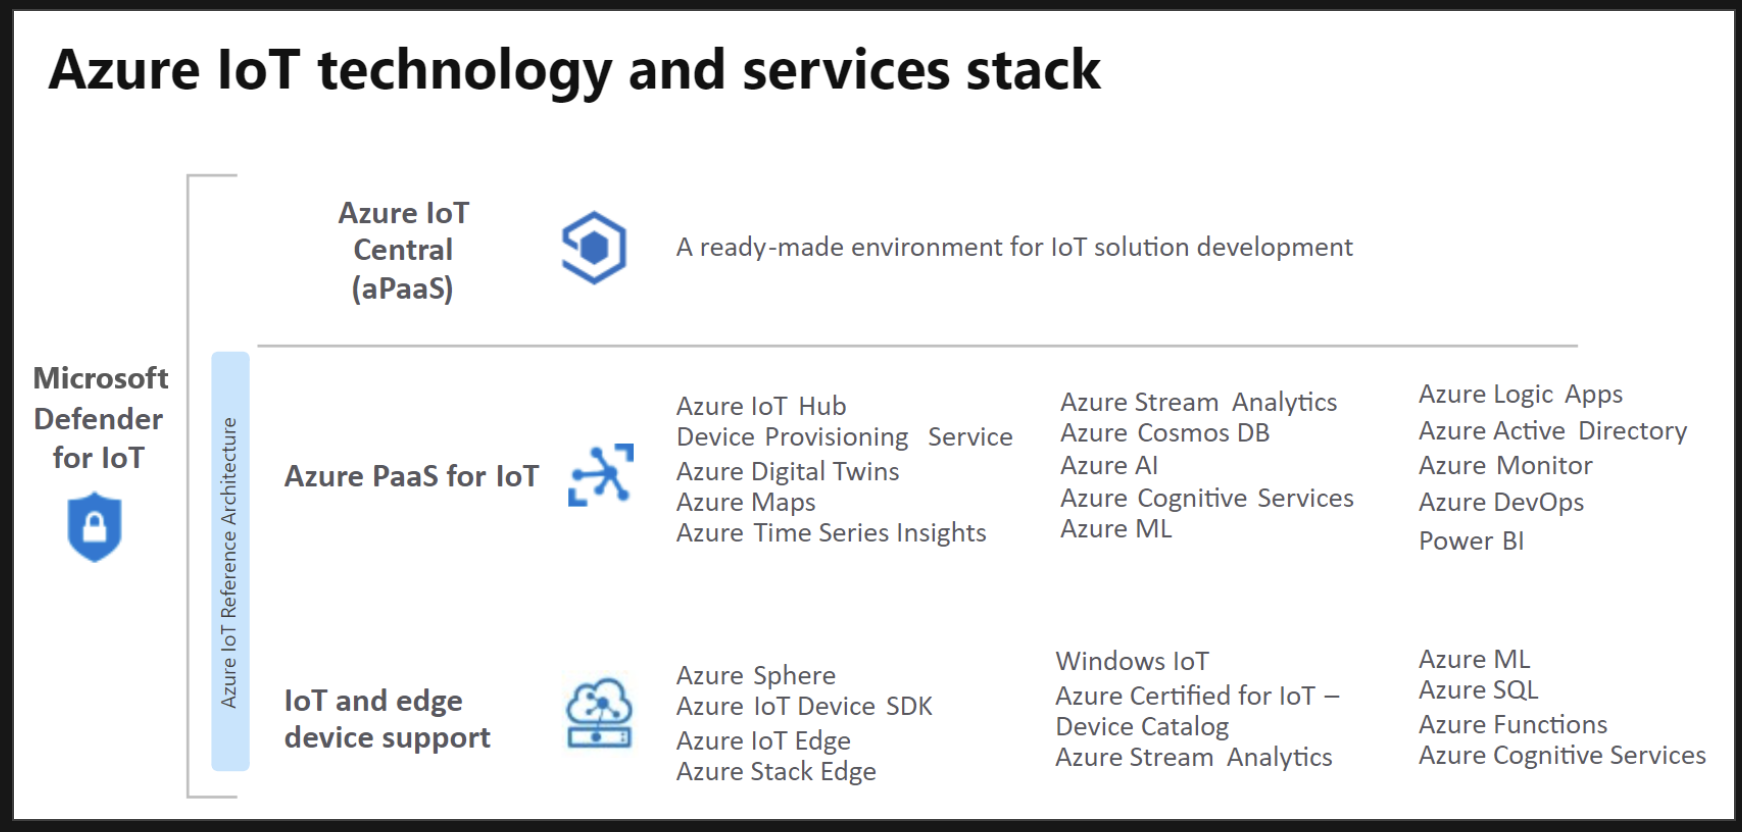 Azure IoT technology and services stack
Azure IoT
Central
(aPaaS)
A ready-made environment for IoT solution development
Microsoft
Defender
for IoT
Azure IoT Reference Architecture
Azure PaaS for IoT
Azure IoT Hub
Device Provisioning Service
Azure Digital Twins
Azure Maps
Azure Time Series Insights
Azure Stream Analytics
Azure Cosmos DB
Azure AI
Azure Cognitive Services
Azure ML
Azure Logic Apps
Azure Active Directory
Azure Monitor
Azure DevOps
Power BI
IoT and edge
device support
Azure Sphere
Azure IoT Device SDK
Azure IoT Edge
Azure Stack Edge
Windows IoT
Azure Certified for IoT –
Device Catalog
Azure Stream Analytics
Azure ML
Azure SQL
Azure Functions
Azure Cognitive Services